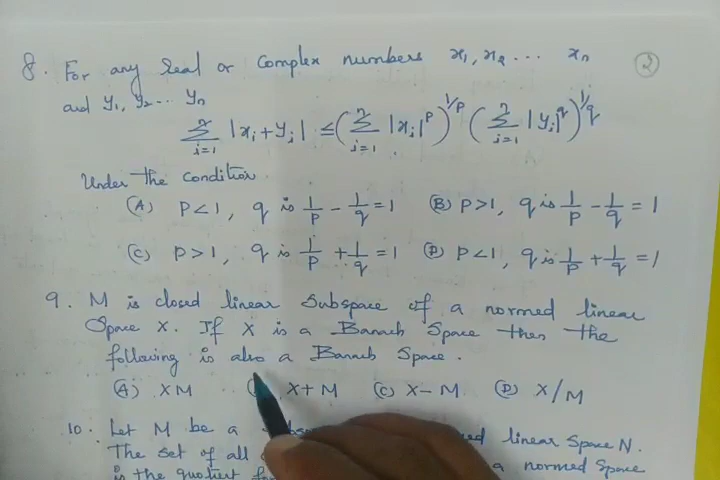 8. For any real or complex numbers x₁, x₂ ... xₙ ②
and y₁, y₂ ... yₙ
∑ᵢ₌₁ⁿ |xᵢ + yᵢ| ≤ (∑ᵢ₌₁ⁿ |xᵢ|ᵖ)^{1/p} (∑ᵢ₌₁ⁿ |yᵢ|^q)^{1/q}
Under the condition
(A) P<1, q is 1/p - 1/q = 1 (B) P>1, q is 1/p - 1/q = 1
(C) P>1, q is 1/p + 1/q = 1 (D) P<1, q is 1/p + 1/q = 1
9. M is closed linear Subspace of a normed linear
Space X. If X is a Banach Space then the
following is also a Banach Space.
(A) XM X+M (C) X-M (D) X/M
10. Let M be a linear Space N.
The set of all a normed Space
is the quotient